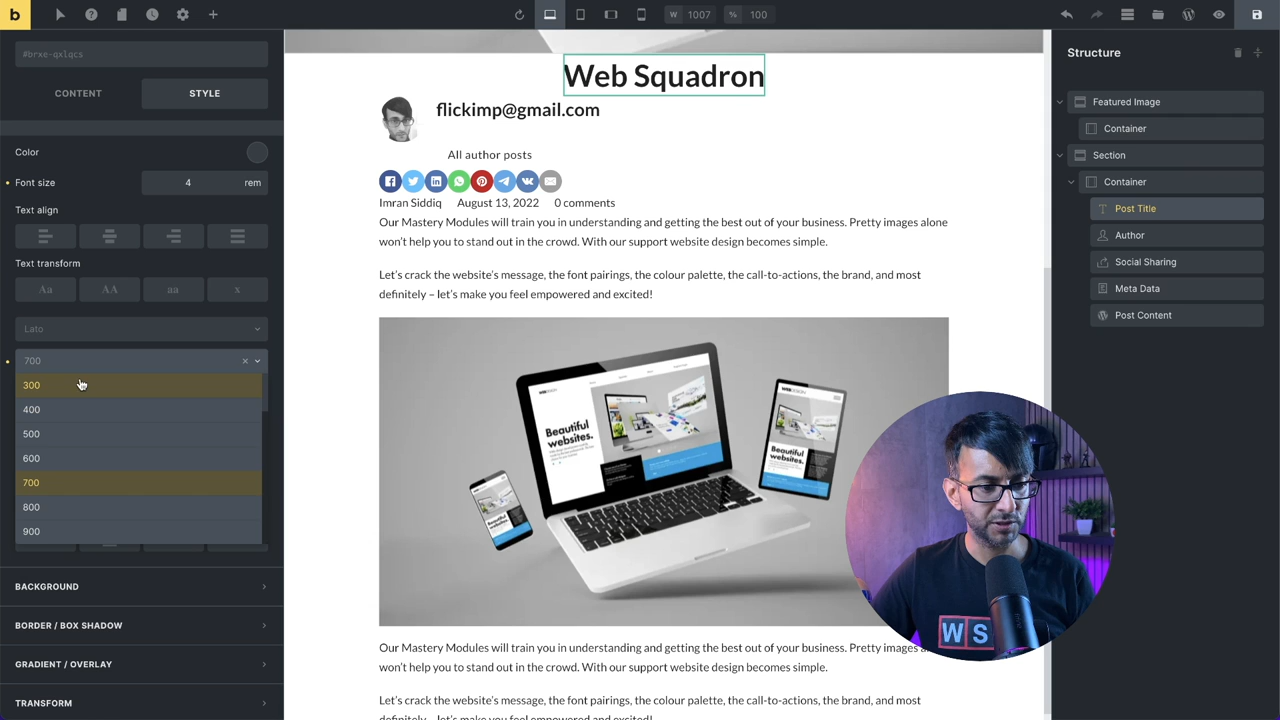 b
W 1007
% 100
#brxe-qxlqcs
CONTENT
STYLE
Color
Font size
4
rem
Text align
Text transform
Aa
AA
aa
x
Lato
700
300
400
500
600
700
800
900
BACKGROUND
BORDER / BOX SHADOW
GRADIENT / OVERLAY
TRANSFORM
Web Squadron
flickimp@gmail.com
All author posts
Imran Siddiq August 13, 2022 0 comments
Our Mastery Modules will train you in understanding and getting the best out of your business. Pretty images alone
won't help you to stand out in the crowd. With our support website design becomes simple.
Let's crack the website's message, the font pairings, the colour palette, the call-to-actions, the brand, and most
definitely – let's make you feel empowered and excited!
Beautiful
websites.
Beautiful
websites.
Our Mastery Modules will train you in understanding and getting the best out of your business. Pretty images
won't help you to stand out in the crowd. With our support website design becomes simple.
Let's crack the website's message, the font pairings, the colour palette, the call-to-actions, the brand, and most
definitely – let's make you feel empowered and excited!
WS
Structure
Featured Image
Container
Section
Container
Post Title
Author
Social Sharing
Meta Data
Post Content